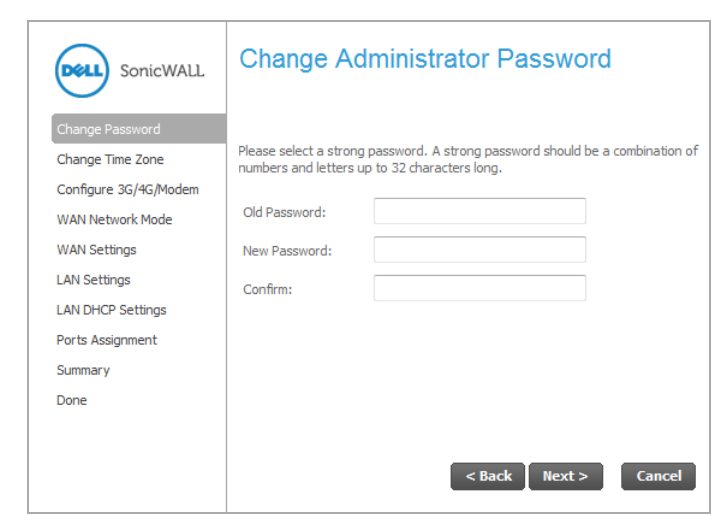 DELL SonicWALL
Change Administrator Password
Change Password
Change Time Zone
Configure 3G/4G/Modem
WAN Network Mode
WAN Settings
LAN Settings
LAN DHCP Settings
Ports Assignment
Summary
Done
Please select a strong password. A strong password should be a combination of
numbers and letters up to 32 characters long.
Old Password:
New Password:
Confirm:
< Back Next > Cancel